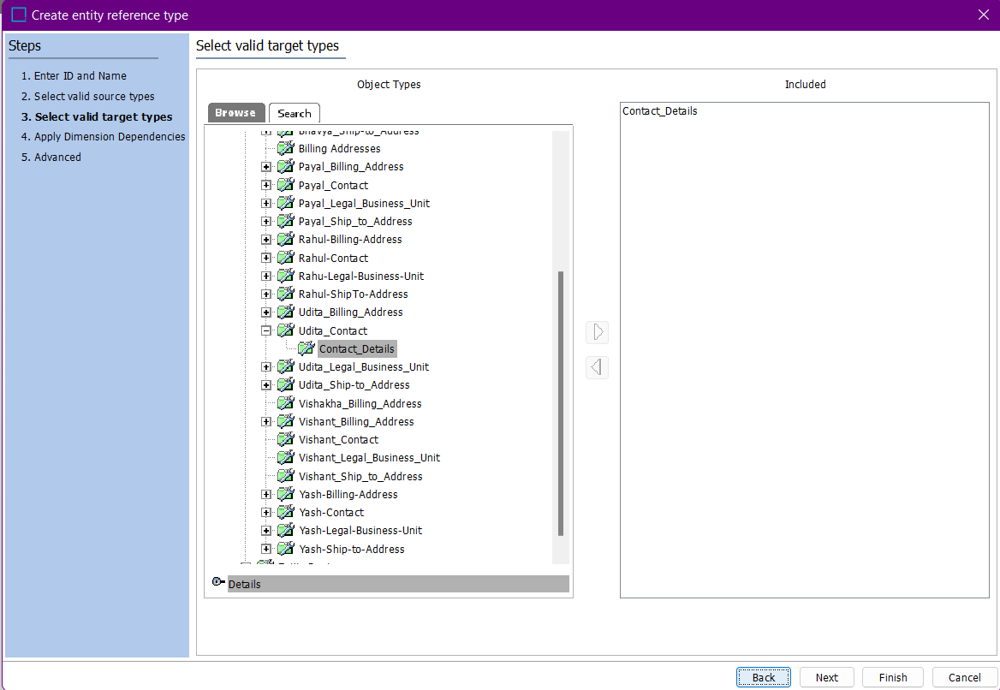 Create entity reference type
Steps
1. Enter ID and Name
2. Select valid source types
3. Select valid target types
4. Apply Dimension Dependencies
5. Advanced
Select valid target types
Object Types
Browse
Search
Bhavya_Ship-to_Address
Billing Addresses
Payal_Billing_Address
Payal_Contact
Payal_Legal_Business_Unit
Payal_Ship_to_Address
Rahul-Billing-Address
Rahul-Contact
Rahu-Legal-Business-Unit
Rahul-ShipTo-Address
Udita_Billing_Address
Udita_Contact
Contact_Details
Udita_Legal_Business_Unit
Udita_Ship-to_Address
Vishakha_Billing_Address
Vishant_Billing_Address
Vishant_Contact
Vishant_Legal_Business_Unit
Vishant_Ship_to_Address
Yash-Billing-Address
Yash-Contact
Yash-Legal-Business-Unit
Yash-Ship-to-Address
Details
Included
Contact_Details
Back
Next
Finish
Cancel